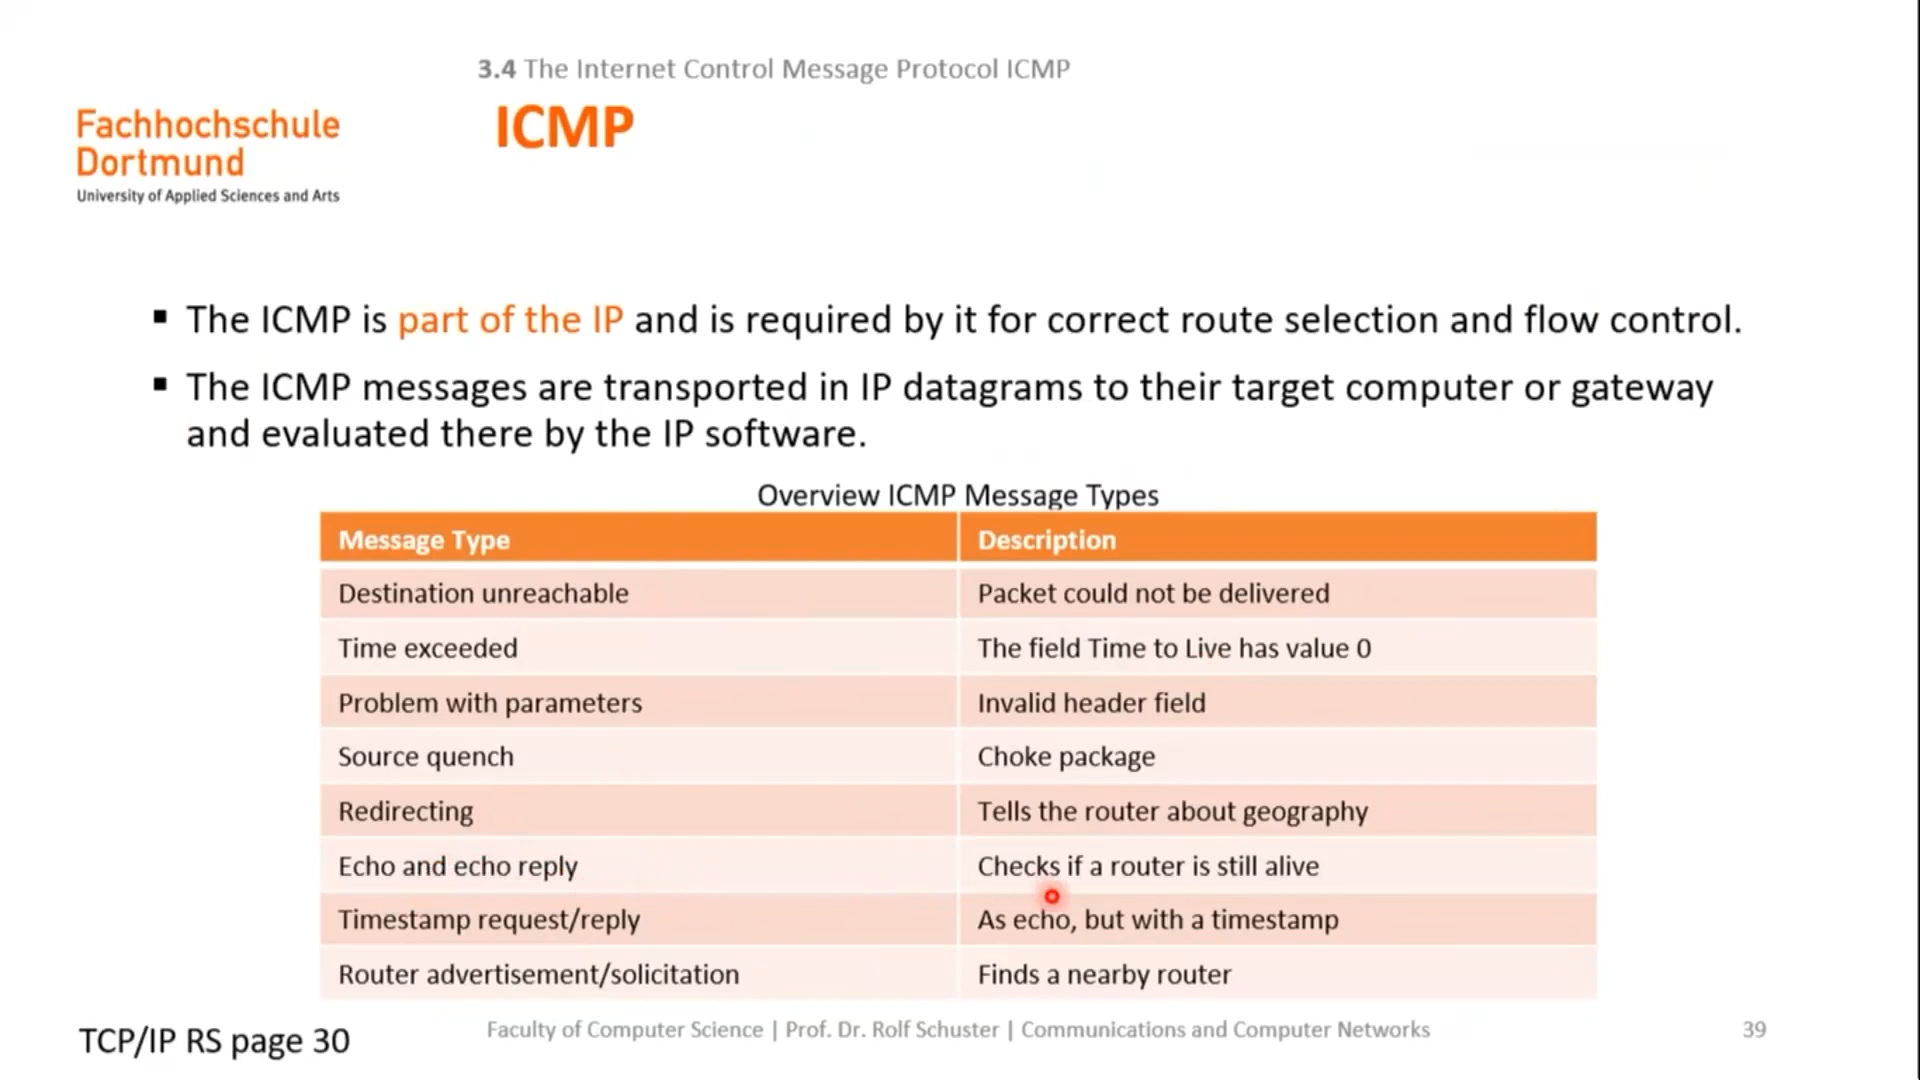 3.4 The Internet Control Message Protocol ICMP
ICMP
Fachhochschule
Dortmund
University of Applied Sciences and Arts
▪ The ICMP is part of the IP and is required by it for correct route selection and flow control.
▪ The ICMP messages are transported in IP datagrams to their target computer or gateway
and evaluated there by the IP software.
Overview ICMP Message Types
Message Type Description
Destination unreachable Packet could not be delivered
Time exceeded The field Time to Live has value 0
Problem with parameters Invalid header field
Source quench Choke package
Redirecting Tells the router about geography
Echo and echo reply Checks if a router is still alive
Timestamp request/reply As echo, but with a timestamp
Router advertisement/solicitation Finds a nearby router
TCP/IP RS page 30
Faculty of Computer Science | Prof. Dr. Rolf Schuster | Communications and Computer Networks
39